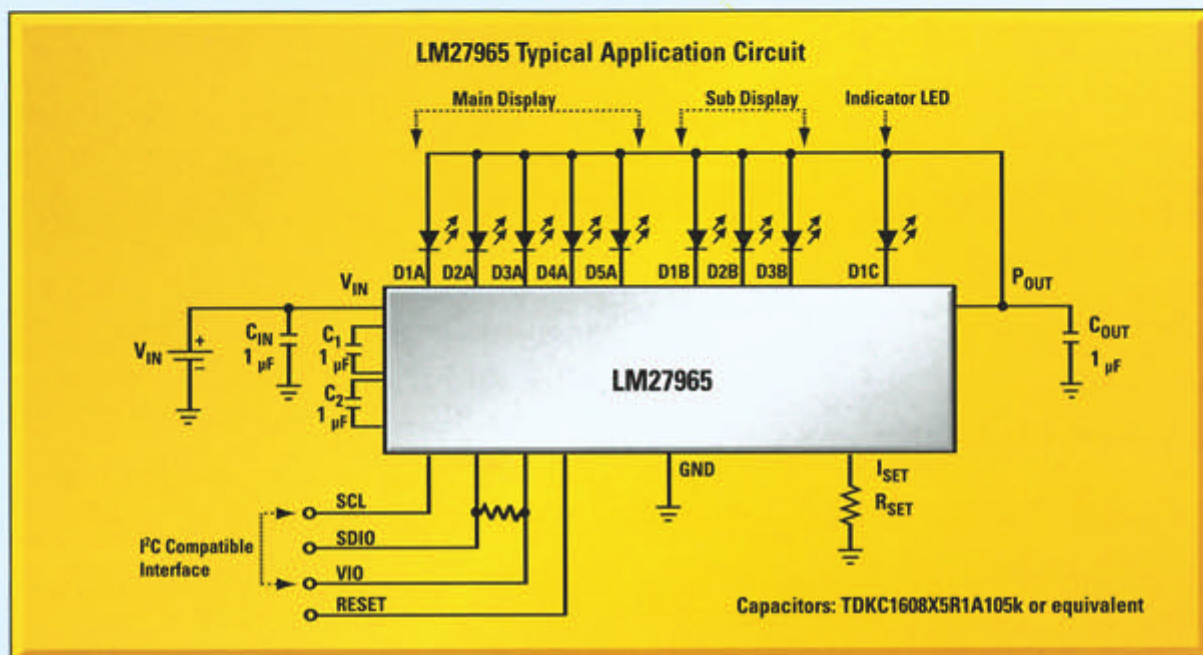 LM27965 Typical Application Circuit
Main Display
Sub Display
Indicator LED
D1A
D2A
D3A
D4A
D5A
D1B
D2B
D3B
D1C
VIN
POUT
VIN
+
−
CIN
1 µF
C1
1 µF
C2
1 µF
COUT
1 µF
LM27965
GND
ISET
RSET
SCL
SDIO
VIO
RESET
I²C Compatible
Interface
Capacitors: TDKC1608X5R1A105k or equivalent